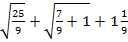 √(25/9) + √(7/9 + 1) + 1 1/9